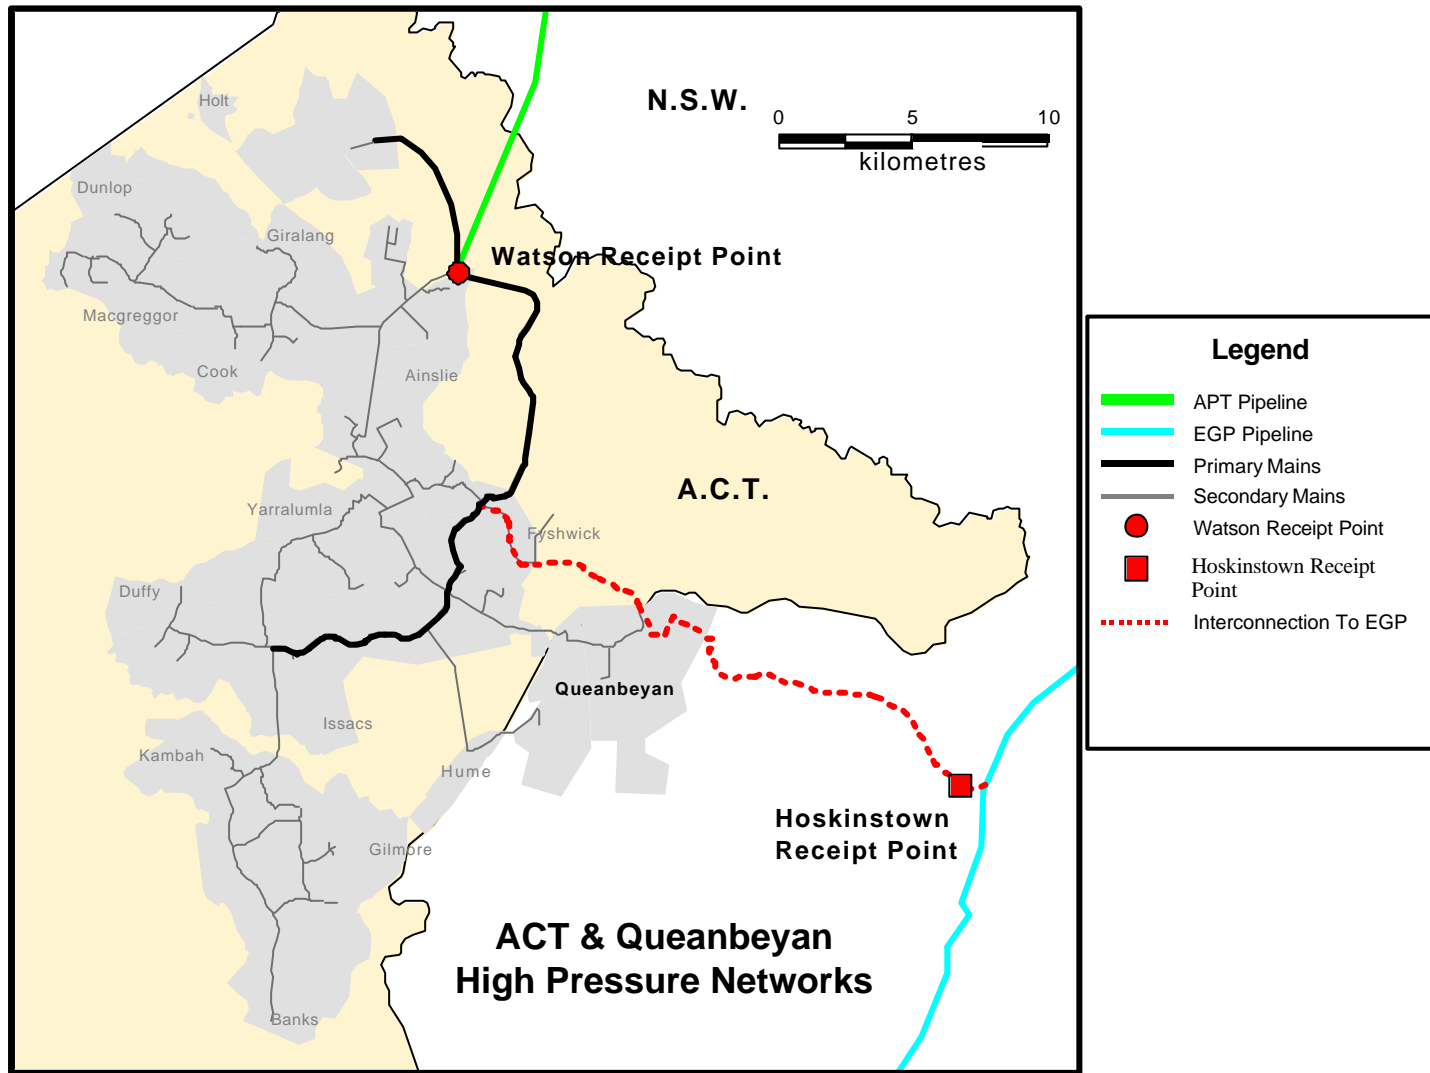 N.S.W.
0 5 10
kilometres
Holt
Dunlop
Giralang
Watson Receipt Point
Macgreggor
Cook
Ainslie
A.C.T.
Yarralumla
Fyshwick
Duffy
Queanbeyan
Issacs
Kambah
Hume
Hoskinstown
Receipt Point
Gilmore
ACT & Queanbeyan
High Pressure Networks
Banks
Legend
APT Pipeline
EGP Pipeline
Primary Mains
Secondary Mains
Watson Receipt Point
Hoskinstown Receipt
Point
Interconnection To EGP